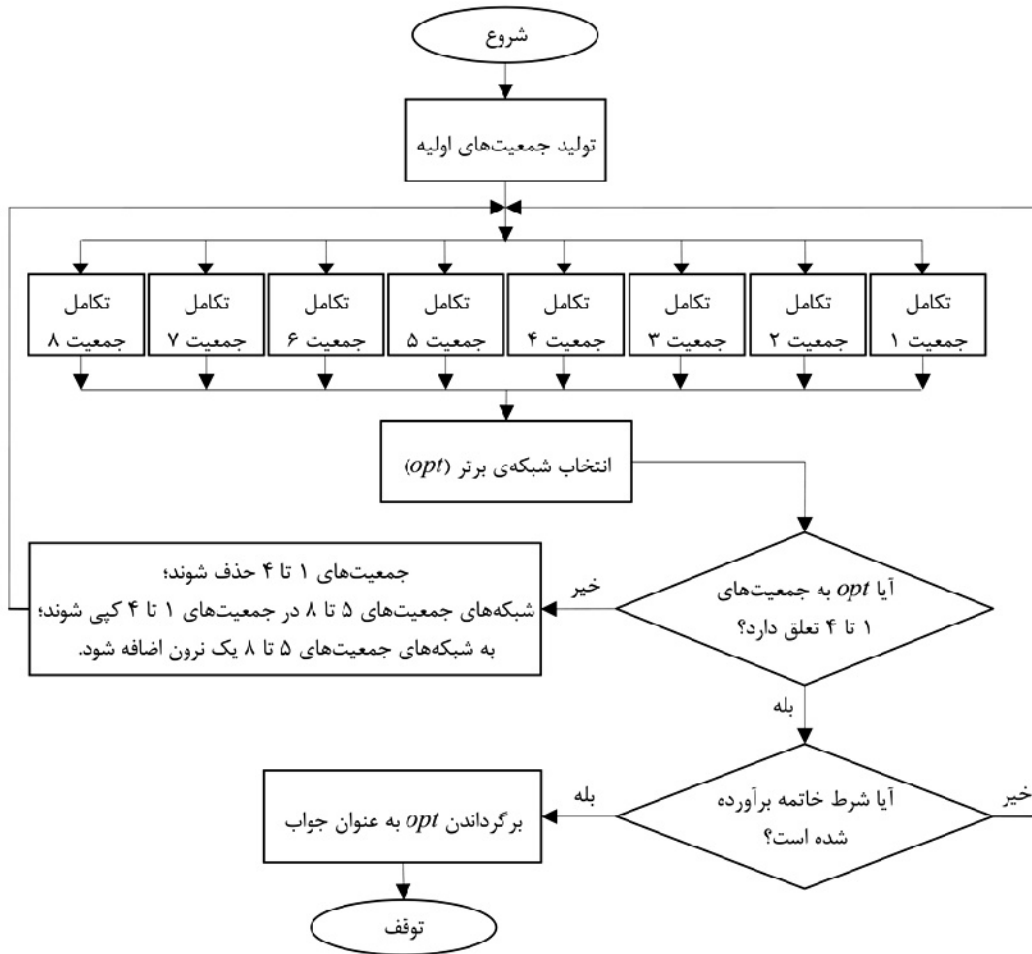 شروع
تولید جمعیت‌های اولیه
تکامل
جمعیت ۱
تکامل
جمعیت ۲
تکامل
جمعیت ۳
تکامل
جمعیت ۴
تکامل
جمعیت ۵
تکامل
جمعیت ۶
تکامل
جمعیت ۷
تکامل
جمعیت ۸
انتخاب شبکه‌ی برتر (opt)
آیا opt به جمعیت‌های
۱ تا ۴ تعلق دارد؟
خیر
جمعیت‌های ۱ تا ۴ حذف شوند؛
شبکه‌های جمعیت‌های ۵ تا ۸ در جمعیت‌های ۱ تا ۴ کپی شوند؛
به شبکه‌های جمعیت‌های ۵ تا ۸ یک نرون اضافه شود.
بله
آیا شرط خاتمه برآورده
شده است؟
خیر
بله
برگرداندن opt به عنوان جواب
توقف